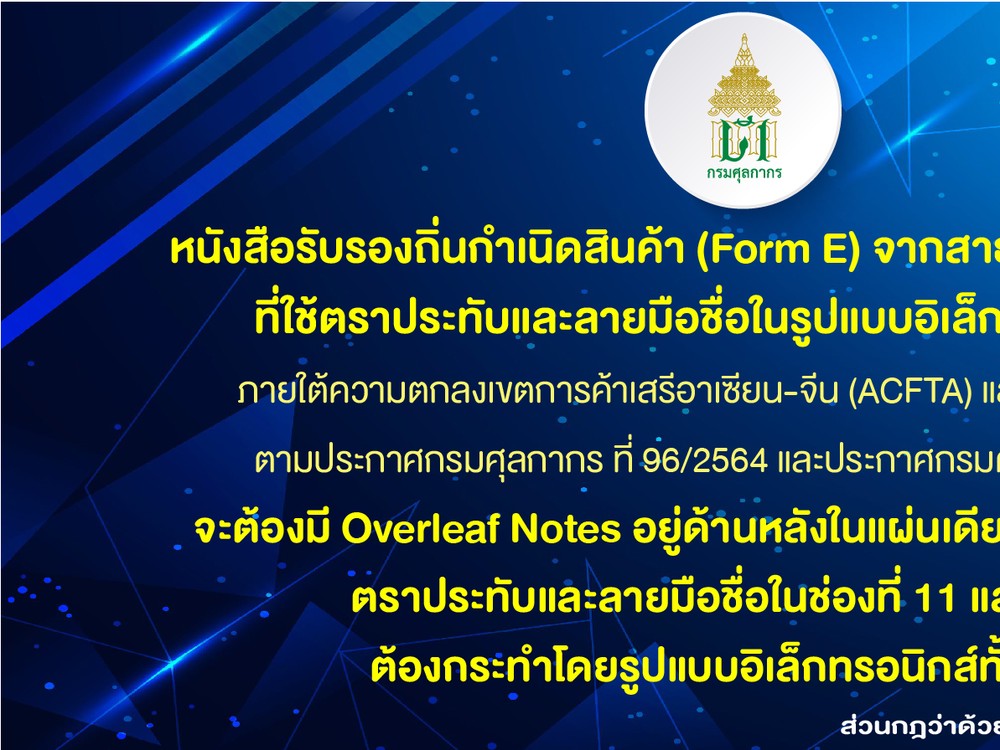 กรมศุลกากร
หนังสือรับรองถิ่นกำเนิดสินค้า (Form E) จากสาธ
ที่ใช้ตราประทับและลายมือชื่อในรูปแบบอิเล็ก
ภายใต้ความตกลงเขตการค้าเสรีอาเซียน-จีน (ACFTA) แล
ตามประกาศกรมศุลกากร ที่ 96/2564 และประกาศกรม
จะต้องมี Overleaf Notes อยู่ด้านหลังในแผ่นเดีย
ตราประทับและลายมือชื่อในช่องที่ 11 แล
ต้องกระทำโดยรูปแบบอิเล็กทรอนิกส์ทั้
ส่วนกฎว่าด้วย